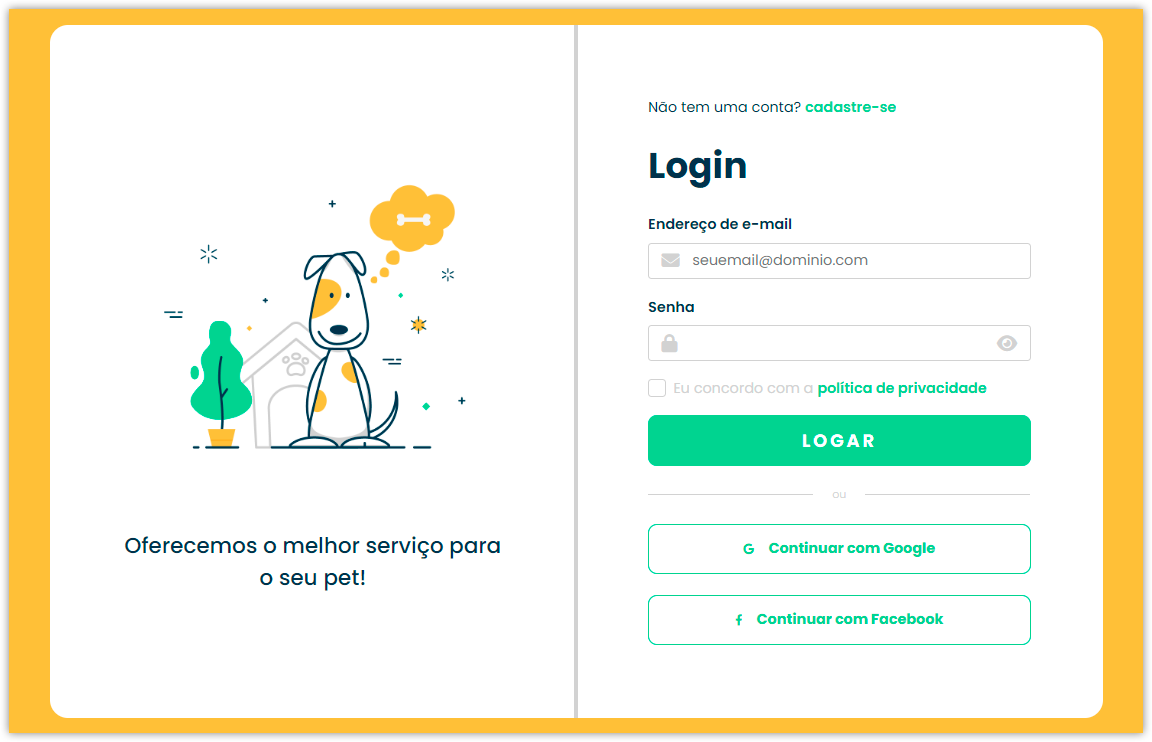 Oferecemos o melhor serviço para
o seu pet!
Não tem uma conta? cadastre-se
Login
Endereço de e-mail
seuemail@dominio.com
Senha
Eu concordo com a política de privacidade
LOGAR
ou
Continuar com Google
Continuar com Facebook